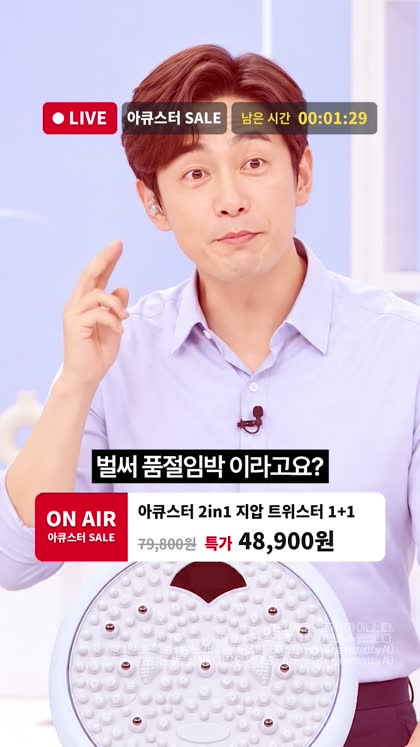 LIVE
아큐스터 SALE
남은 시간 00:01:29
벌써 품절임박 이라고요?
ON AIR
아큐스터 SALE
아큐스터 2in1 지압 트위스터 1+1
79,800원 특가 48,900원